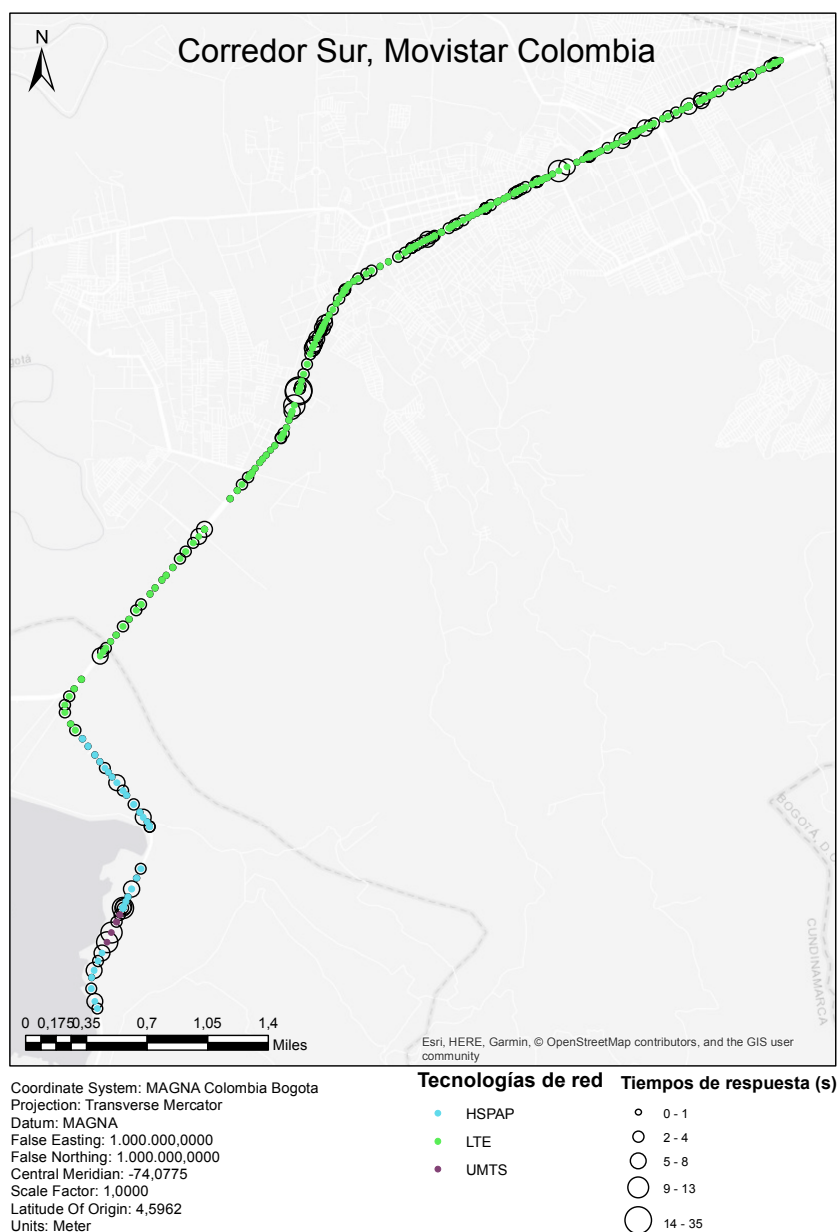 N
Corredor Sur, Movistar Colombia
BOGOTÁ, D.C
CUNDINAMARCA
0 0,175 0,35 0,7 1,05 1,4
Miles
Esri, HERE, Garmin, © OpenStreetMap contributors, and the GIS user
community
Coordinate System: MAGNA Colombia Bogota
Projection: Transverse Mercator
Datum: MAGNA
False Easting: 1.000.000,0000
False Northing: 1.000.000,0000
Central Meridian: -74,0775
Scale Factor: 1,0000
Latitude Of Origin: 4,5962
Units: Meter
Tecnologías de red
HSPAP
LTE
UMTS
Tiempos de respuesta (s)
0 - 1
2 - 4
5 - 8
9 - 13
14 - 35